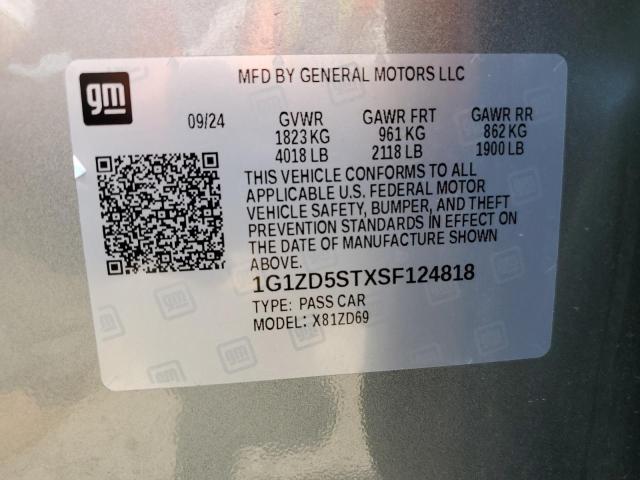 gm
MFD BY GENERAL MOTORS LLC
09/24 GVWR GAWR FRT GAWR RR
1823 KG 961 KG 862 KG
4018 LB 2118 LB 1900 LB
THIS VEHICLE CONFORMS TO ALL
APPLICABLE U.S. FEDERAL MOTOR
VEHICLE SAFETY, BUMPER, AND THEFT
PREVENTION STANDARDS IN EFFECT ON
THE DATE OF MANUFACTURE SHOWN
ABOVE.
1G1ZD5STXSF124818
TYPE: PASS CAR
MODEL: X81ZD69